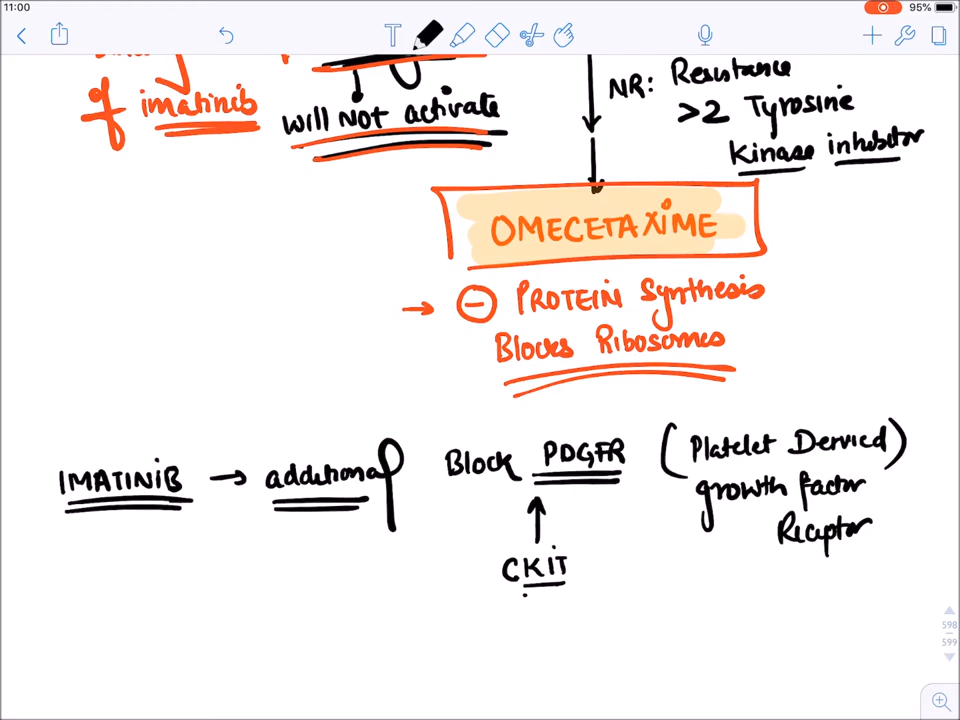 11:00
95%
T
of imatinib
will Not activate
NR: Resistance
>2 Tyrosine
Kinase inhibitor
OMECETAXIME
→ ⊖ PROTEIN Synthesis
Blocks Ribosomes
IMATINIB → additional Block PDGFR (Platelet Dervied)
growth factor
Receptor
CKIT
598
599